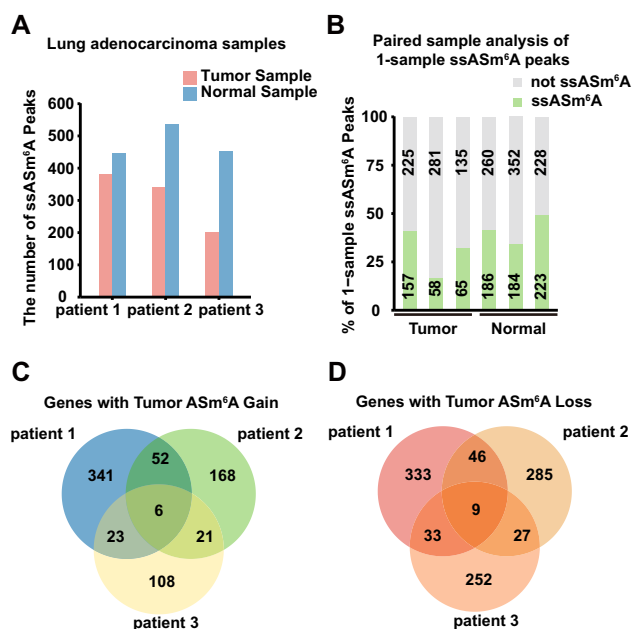 A
Lung adenocarcinoma samples
Tumor Sample
Normal Sample
The number of ssASm⁶A Peaks
600
500
400
300
200
100
0
patient 1 patient 2 patient 3
B
Paired sample analysis of
1-sample ssASm⁶A peaks
not ssASm⁶A
ssASm⁶A
% of 1−sample ssASm⁶A Peaks
100
75
50
25
0
225 281 135 260 352 228
157 58 65 186 184 223
Tumor Normal
C
Genes with Tumor ASm⁶A Gain
patient 1
patient 2
52
341
168
6
23
21
108
patient 3
D
Genes with Tumor ASm⁶A Loss
patient 1
patient 2
46
333
285
9
33
27
252
patient 3